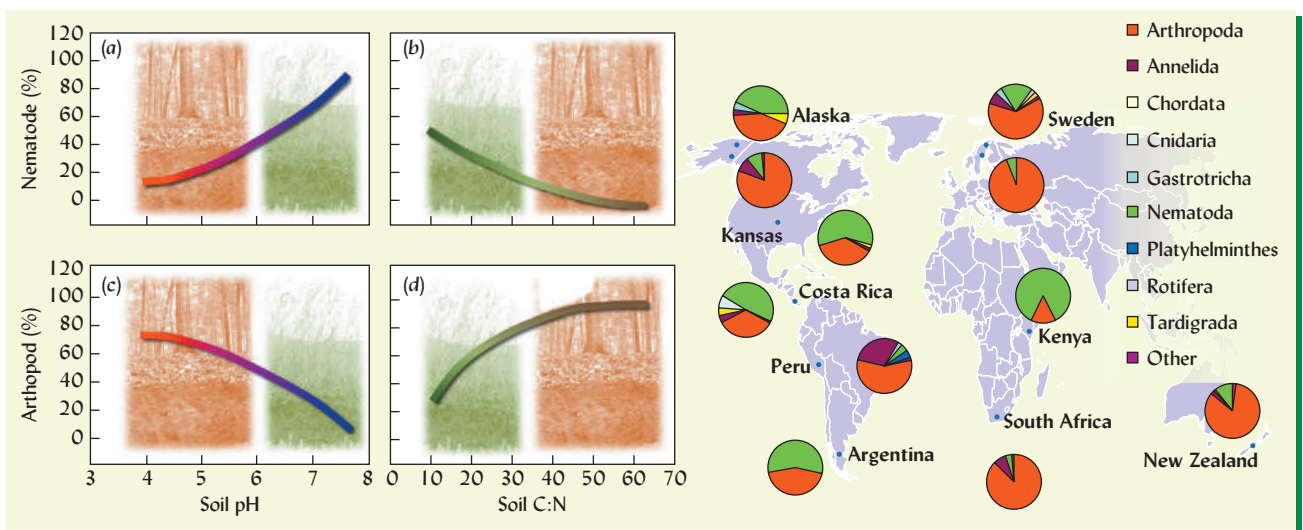 120
100
80
60
40
20
0
Nematode (%)
(a)
(b)
120
100
80
60
40
20
0
Arthopod (%)
(c)
(d)
3
4
5
6
7
8
Soil pH
0
10
20
30
40
50
60
70
Soil C:N
Alaska
Sweden
Kansas
Costa Rica
Kenya
Peru
South Africa
Argentina
New Zealand
Arthropoda
Annelida
Chordata
Cnidaria
Gastrotricha
Nematoda
Platyhelminthes
Rotifera
Tardigrada
Other